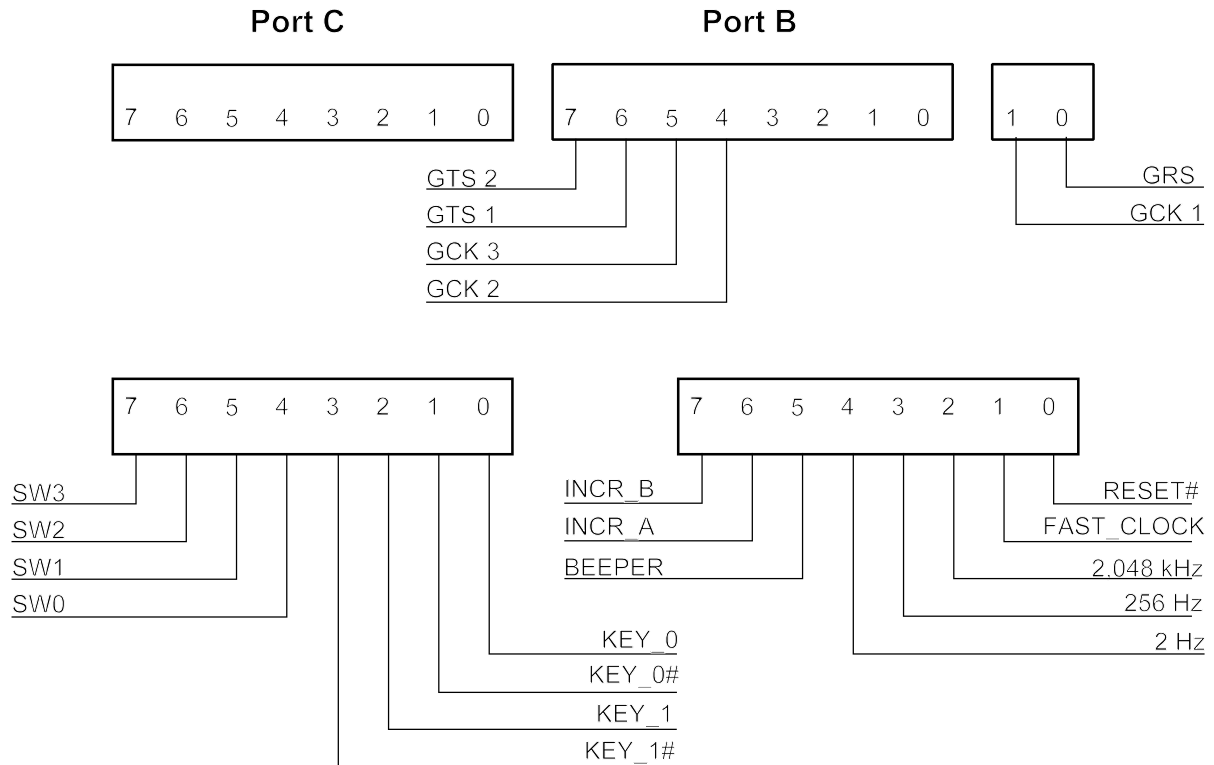 Port C Port B
7 6 5 4 3 2 1 0 7 6 5 4 3 2 1 0 1 0
GTS 2 GRS
GTS 1 GCK 1
GCK 3
GCK 2
7 6 5 4 3 2 1 0 7 6 5 4 3 2 1 0
SW3 INCR_B RESET#
SW2 INCR_A FAST_CLOCK
SW1 BEEPER 2,048 kHz
SW0 256 Hz
KEY_0 2 Hz
KEY_0#
KEY_1
KEY_1#